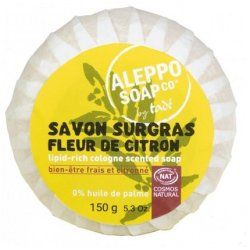 ALEPPO
SOAP CO
by tadé
SAVON SURGRAS
FLEUR DE CITRON
lipid-rich cologne scented soap
bien-être frais et citronné
0% huile de palme
NAT
COSMOS
NATURAL
150 g 5.3 Oz.